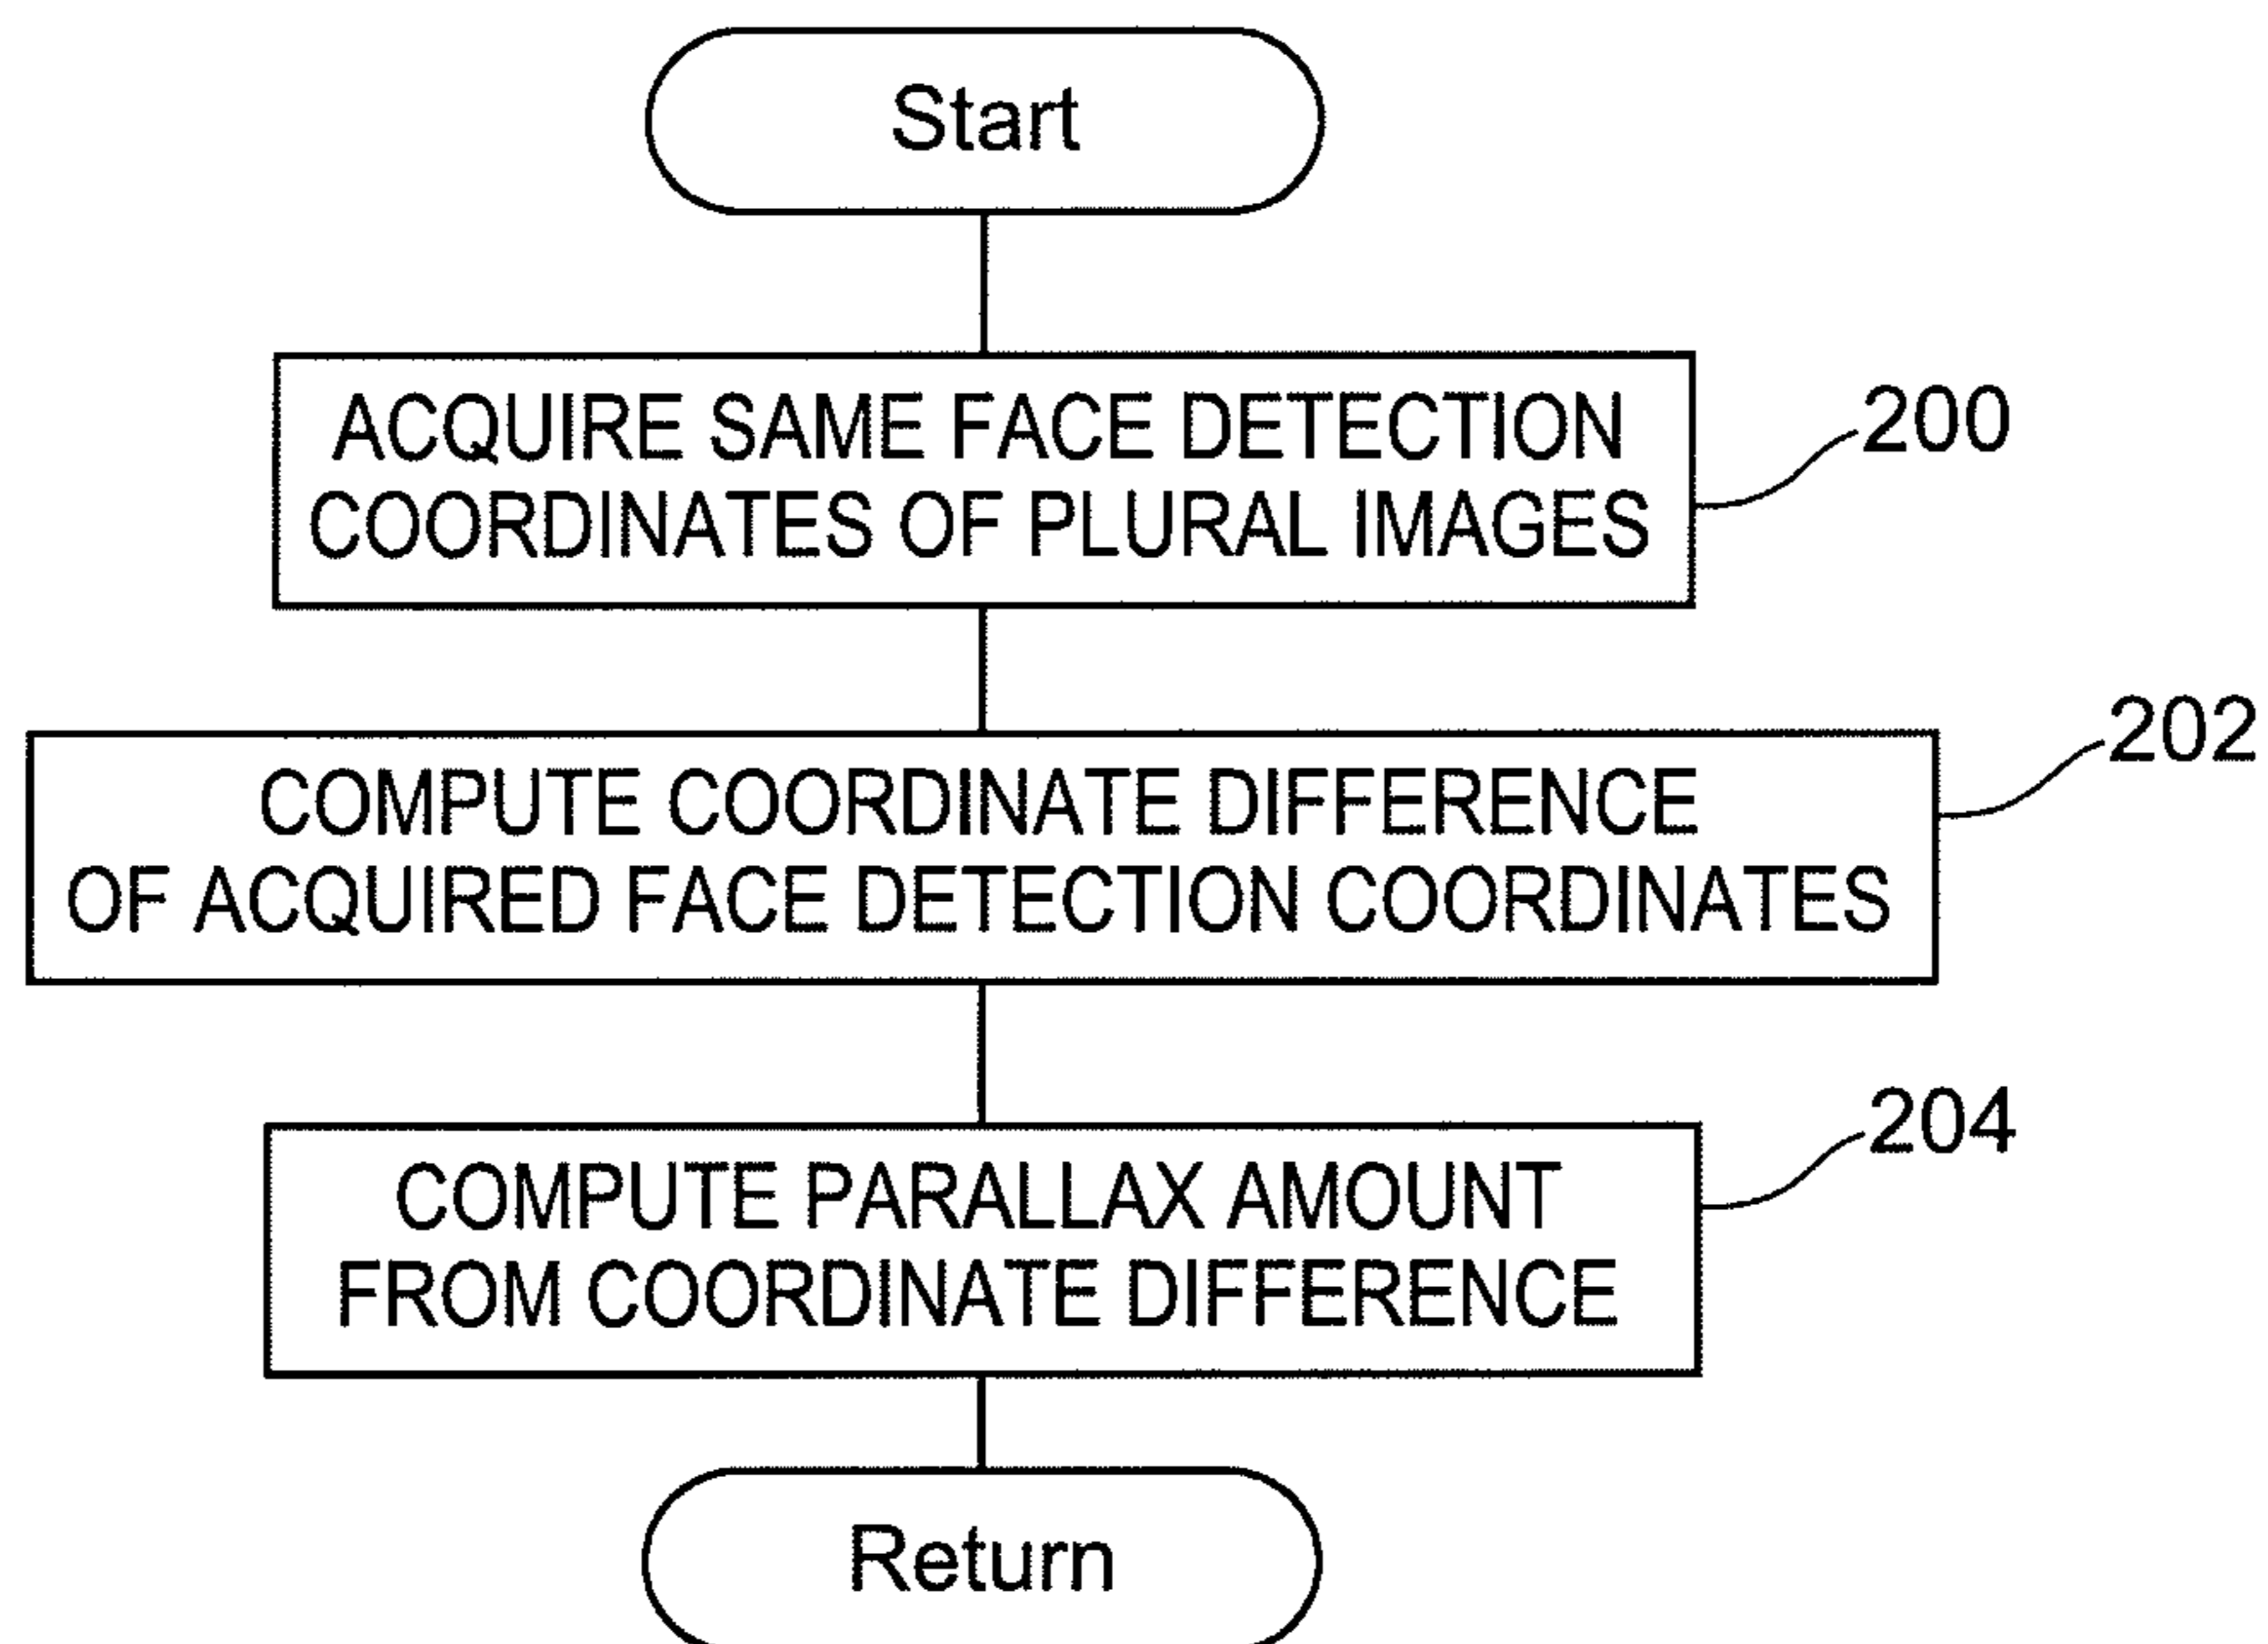 Start
ACQUIRE SAME FACE DETECTION
COORDINATES OF PLURAL IMAGES
200
COMPUTE COORDINATE DIFFERENCE
OF ACQUIRED FACE DETECTION COORDINATES
202
COMPUTE PARALLAX AMOUNT
FROM COORDINATE DIFFERENCE
204
Return